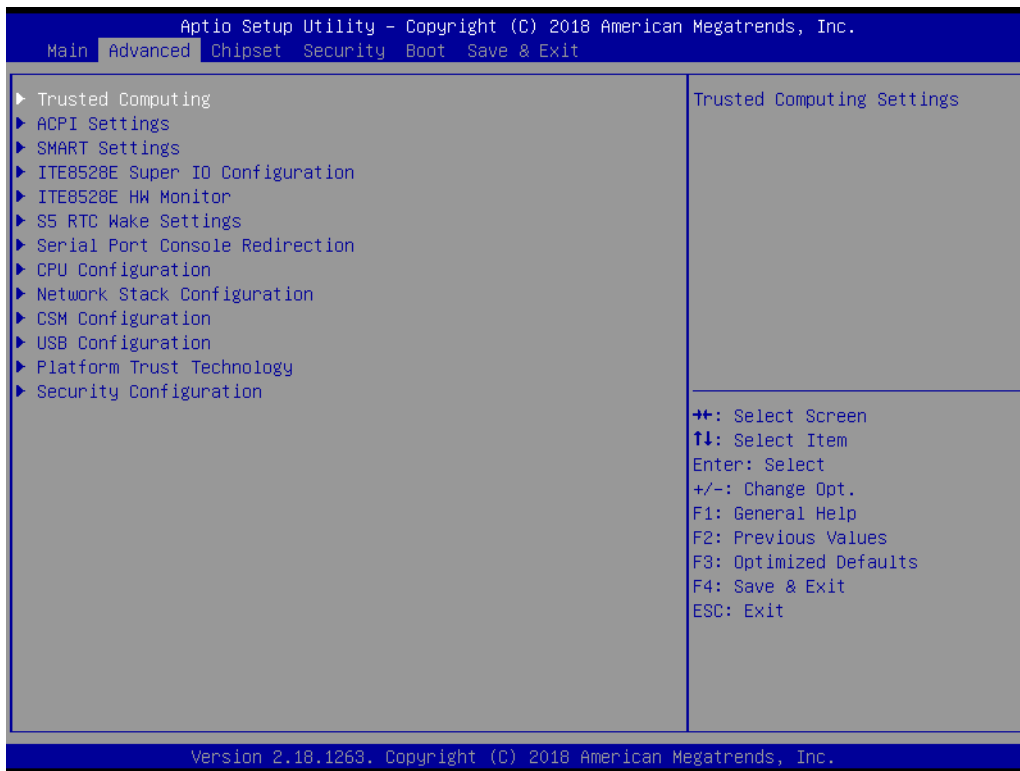 Aptio Setup Utility – Copyright (C) 2018 American Megatrends, Inc.
Main Advanced Chipset Security Boot Save & Exit
Trusted Computing
ACPI Settings
SMART Settings
ITE8528E Super IO Configuration
ITE8528E HW Monitor
S5 RTC Wake Settings
Serial Port Console Redirection
CPU Configuration
Network Stack Configuration
CSM Configuration
USB Configuration
Platform Trust Technology
Security Configuration
Trusted Computing Settings
→←: Select Screen
↑↓: Select Item
Enter: Select
+/-: Change Opt.
F1: General Help
F2: Previous Values
F3: Optimized Defaults
F4: Save & Exit
ESC: Exit
Version 2.18.1263. Copyright (C) 2018 American Megatrends, Inc.